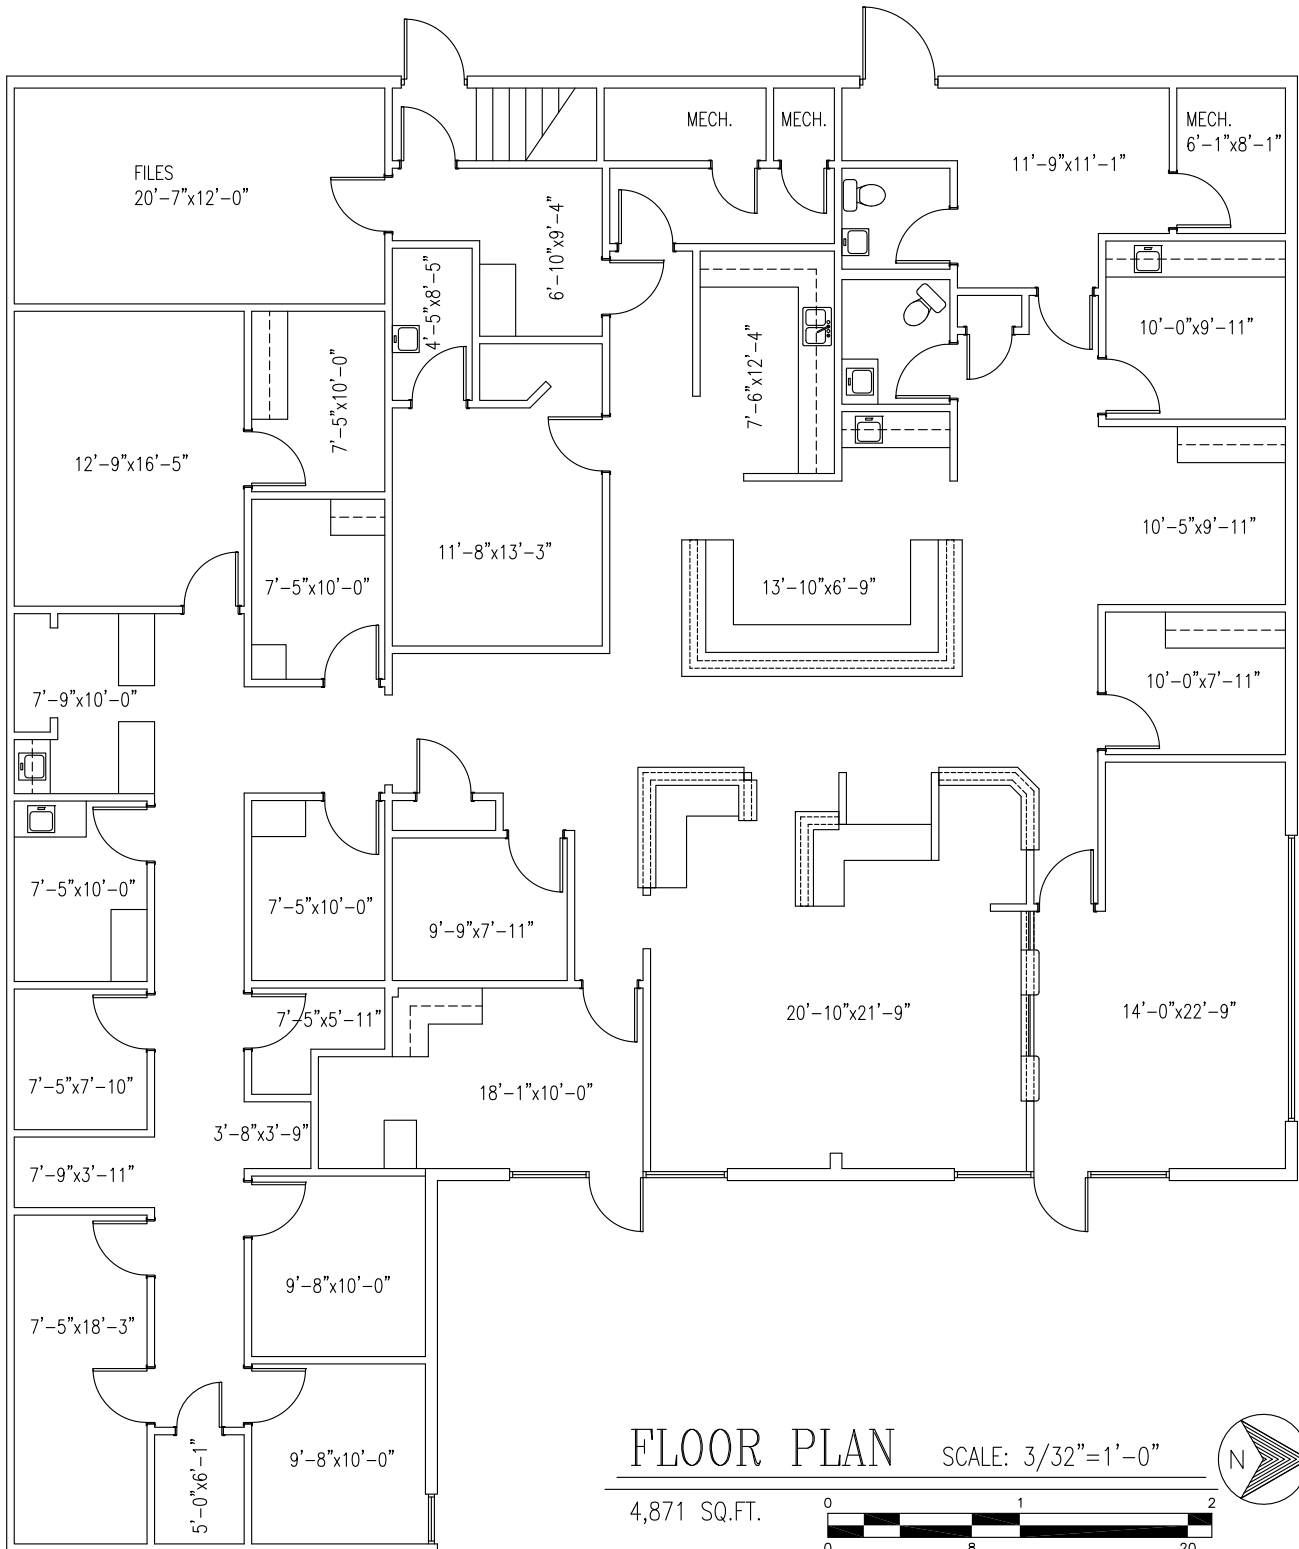 MECH.
MECH.
MECH.
6'-1"x8'-1"
11'-9"x11'-1"
FILES
20'-7"x12'-0"
6'-10"x9'-4"
4'-5"x8'-5"
10'-0"x9'-11"
7'-5"x10'-0"
7'-6"x12'-4"
12'-9"x16'-5"
10'-5"x9'-11"
11'-8"x13'-3"
7'-5"x10'-0"
13'-10"x6'-9"
7'-9"x10'-0"
10'-0"x7'-11"
7'-5"x10'-0"
7'-5"x10'-0"
9'-9"x7'-11"
20'-10"x21'-9"
14'-0"x22'-9"
7'-5"x5'-11"
7'-5"x7'-10"
18'-1"x10'-0"
3'-8"x3'-9"
7'-9"x3'-11"
9'-8"x10'-0"
7'-5"x18'-3"
9'-8"x10'-0"
5'-0"x6'-1"
FLOOR PLAN SCALE: 3/32"=1'-0"
N
4,871 SQ.FT.
0 1 2
0 8 20